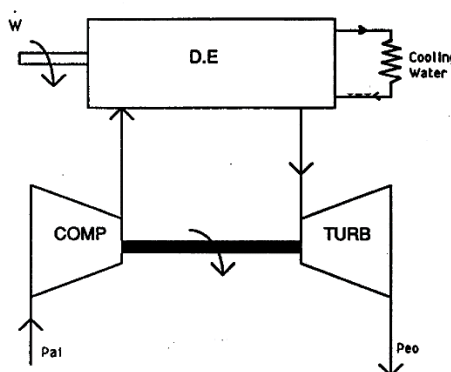 Ẇ
D.E
Cooling
Water
COMP
TURB
Pai
Peo